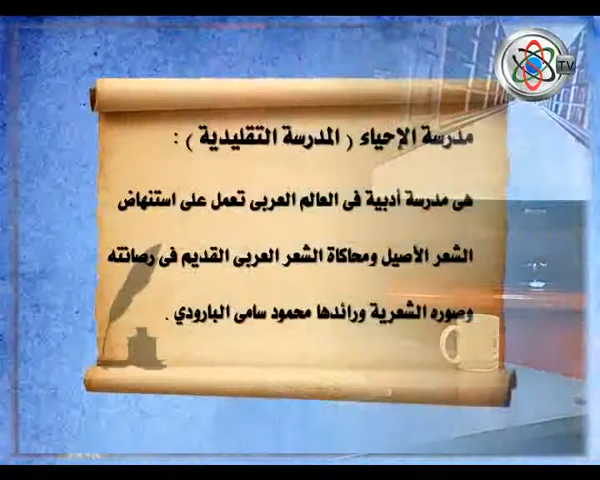 مدرسة الإحياء ( المدرسة التقليدية ) :
هى مدرسة أدبية فى العالم العربى تعمل على استنهاض
الشعر الأصيل ومحاكاة الشعر العربى القديم فى رصانته
وصوره الشعرية ورائدها محمود سامى البارودي .
TV